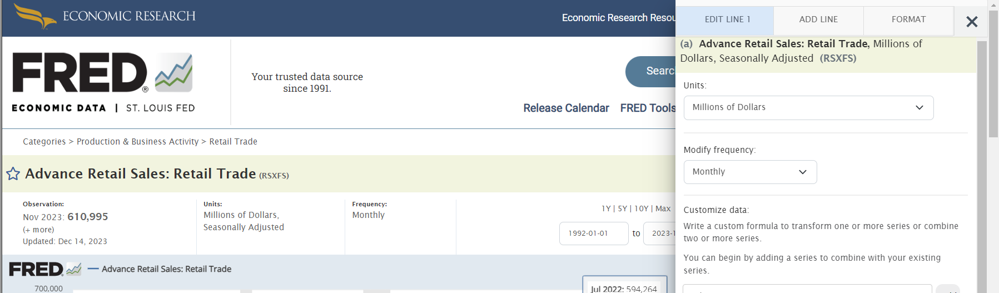 ECONOMIC RESEARCH
Economic Research Resou
FRED®
ECONOMIC DATA | ST. LOUIS FED
Your trusted data source
since 1991.
Searc
Release Calendar FRED Tools
Categories > Production & Business Activity > Retail Trade
Advance Retail Sales: Retail Trade (RSXFS)
Observation:
Nov 2023: 610,995
(+ more)
Updated: Dec 14, 2023
Units:
Millions of Dollars,
Seasonally Adjusted
Frequency:
Monthly
1Y | 5Y | 10Y | Max
1992-01-01 to 2023-1
FRED Advance Retail Sales: Retail Trade
700,000
Jul 2022: 594,264
EDIT LINE 1 ADD LINE FORMAT
(a) Advance Retail Sales: Retail Trade, Millions of
Dollars, Seasonally Adjusted (RSXFS)
Units:
Millions of Dollars
Modify frequency:
Monthly
Customize data:
Write a custom formula to transform one or more series or combine
two or more series.
You can begin by adding a series to combine with your existing
series.